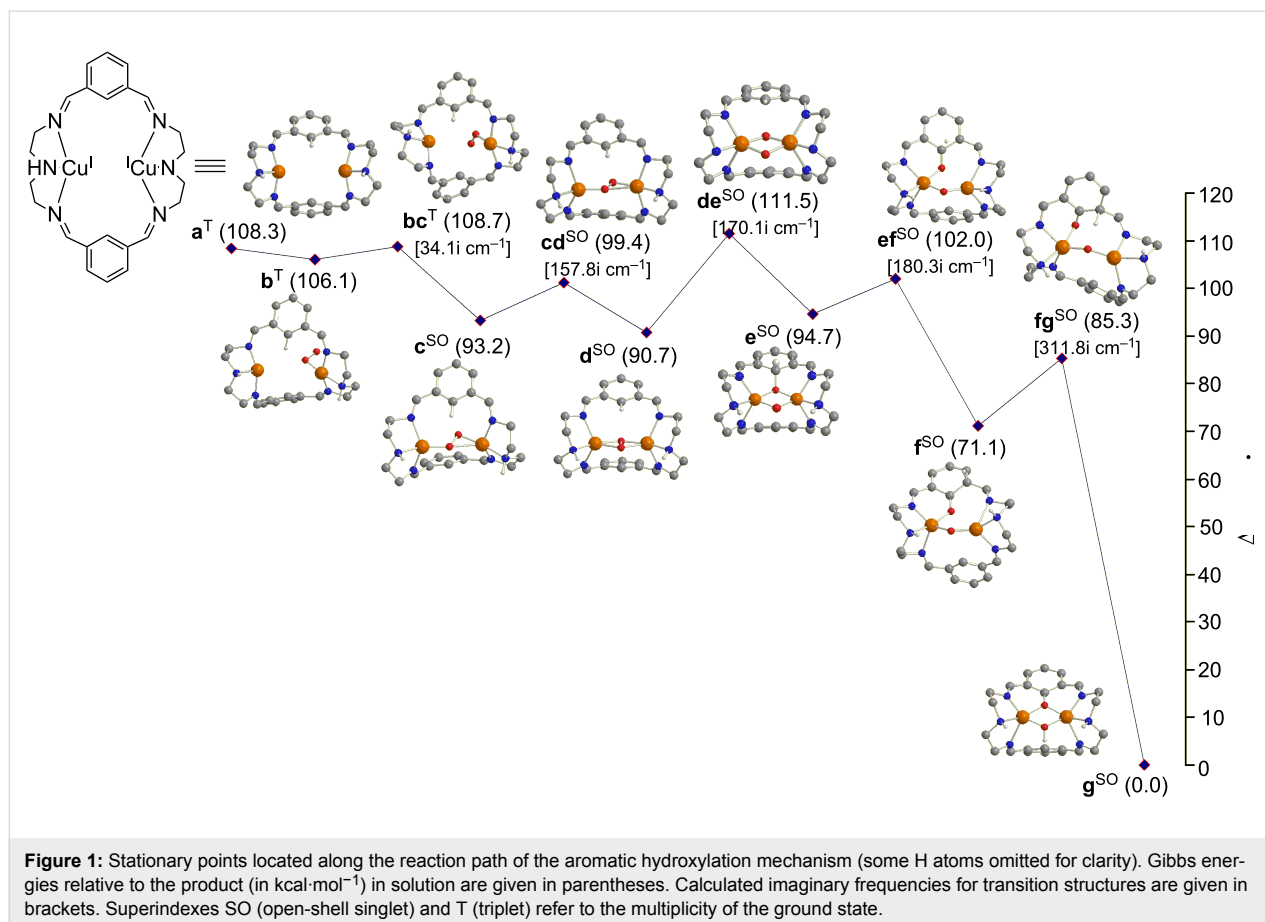 N
N
HN
Cu^I
^ICu
N
N
N
a^T (108.3)
b^T (106.1)
bc^T (108.7)
[34.1i cm⁻¹]
c^SO (93.2)
cd^SO (99.4)
[157.8i cm⁻¹]
d^SO (90.7)
de^SO (111.5)
[170.1i cm⁻¹]
e^SO (94.7)
ef^SO (102.0)
[180.3i cm⁻¹]
f^SO (71.1)
fg^SO (85.3)
[311.8i cm⁻¹]
g^SO (0.0)
120
110
100
90
80
70
60
50
40
30
20
10
0
Figure 1: Stationary points located along the reaction path of the aromatic hydroxylation mechanism (some H atoms omitted for clarity). Gibbs ener-
gies relative to the product (in kcal·mol⁻¹) in solution are given in parentheses. Calculated imaginary frequencies for transition structures are given in
brackets. Superindexes SO (open-shell singlet) and T (triplet) refer to the multiplicity of the ground state.